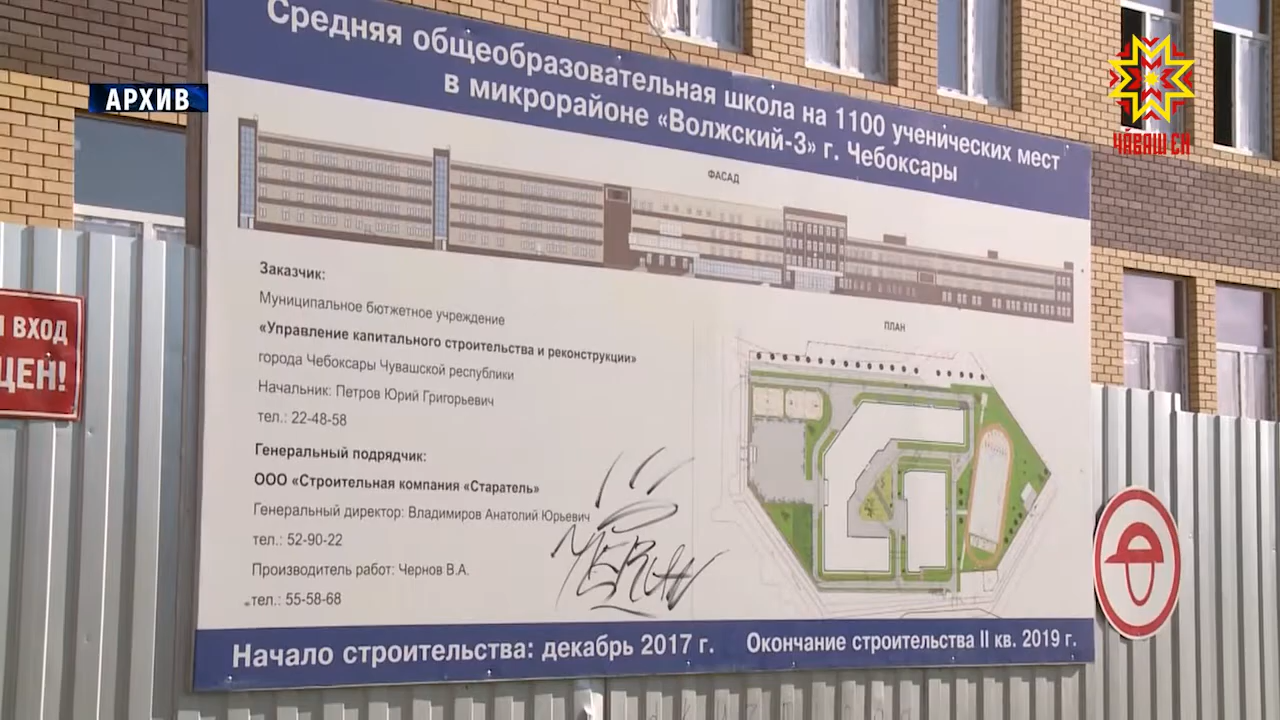 Средняя общеобразовательная школа на 1100 ученических мест
в микрорайоне «Волжский-3» г. Чебоксары
АРХИВ
ЧӐВАШ ЕН
ФАСАД
Заказчик:
Муниципальное бютжетное учреждение
«Управление капитального строительства и реконструкции»
города Чебоксары Чувашской республики
Начальник: Петров Юрий Григорьевич
тел.: 22-48-58
ПЛАН
Генеральный подрядчик:
ООО «Строительная компания «Старатель»
Генеральный директор: Владимиров Анатолий Юрьевич
тел.: 52-90-22
Производитель работ: Чернов В.А.
тел.: 55-58-68
Начало строительства: декабрь 2017 г. Окончание строительства II кв. 2019 г.
ВХОД
ЩЕН!